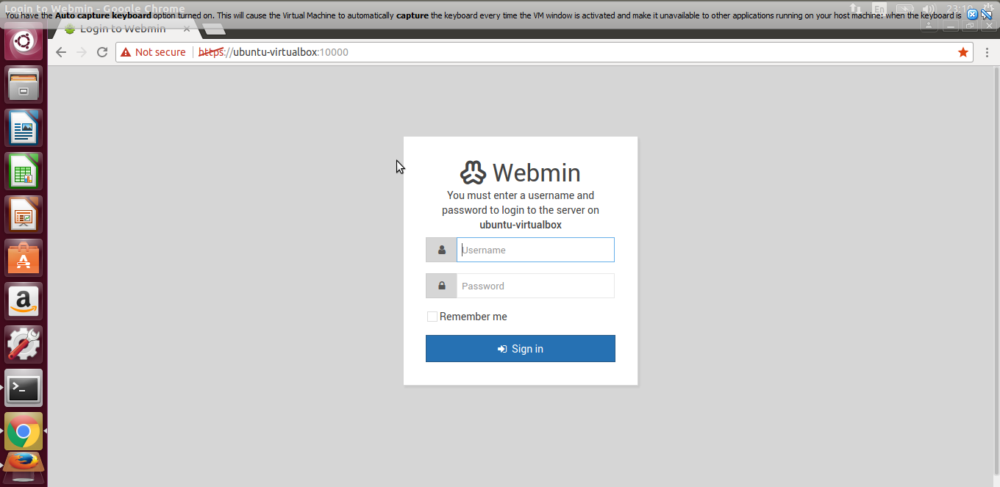 Login to Webmin - Google Chrome
You have the Auto capture keyboard option turned on. This will cause the Virtual Machine to automatically capture the keyboard every time the VM window is activated and make it unavailable to other applications running on your host machine: when the keyboard is
En
Login to Webmin
Not secure
https://ubuntu-virtualbox:10000
Webmin
You must enter a username and
password to login to the server on
ubuntu-virtualbox
Username
Password
Remember me
Sign in